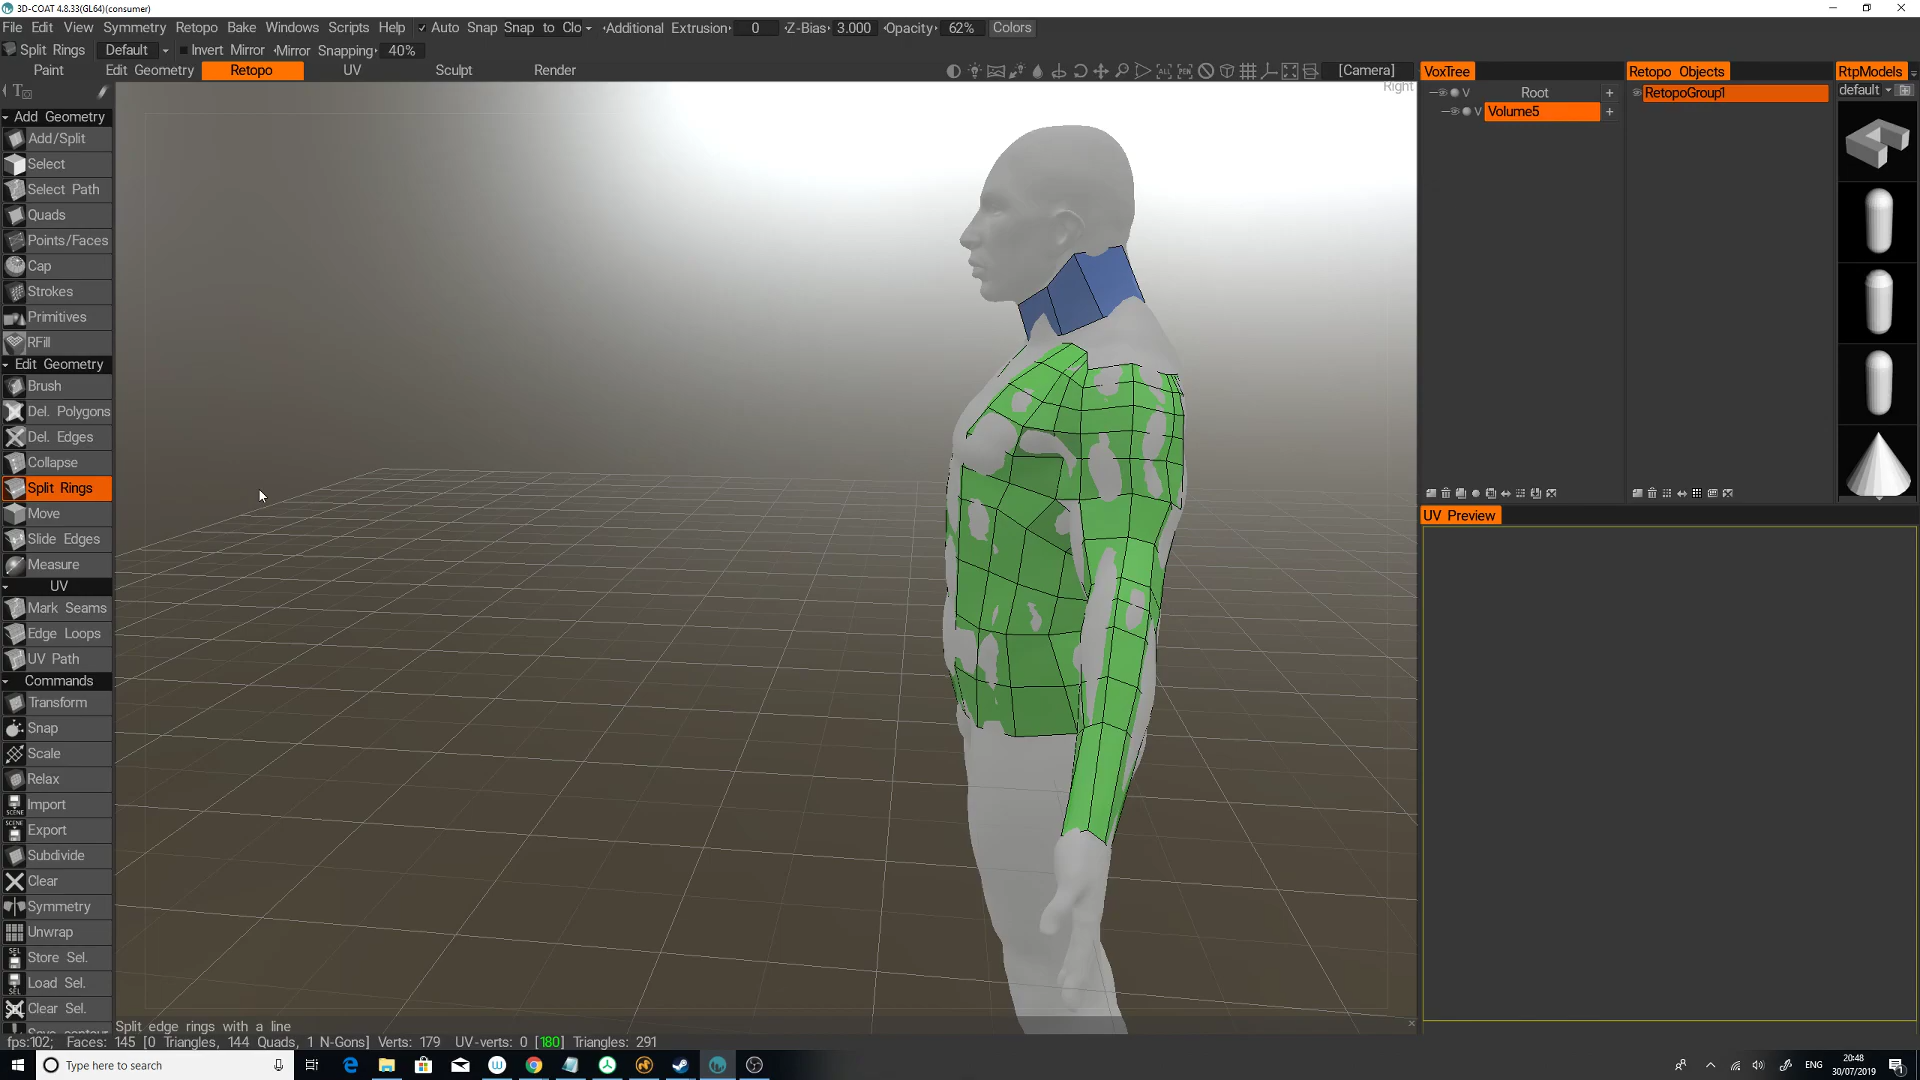 3D-COAT 4.8.33(GL64)(consumer)
File Edit View Symmetry Retopo Bake Windows Scripts Help Auto Snap Snap to Clo Additional Extrusion 0 Z-Bias 3.000 Opacity 62% Colors
Split Rings Default Invert Mirror Mirror Snapping 40%
Paint Edit Geometry Retopo UV Sculpt Render [Camera] VoxTree Retopo Objects RtpModels
Right
Root + RetopoGroup1 default
Volume5 +
Add Geometry
Add/Split
Select
Select Path
Quads
Points/Faces
Cap
Strokes
Primitives
RFill
Edit Geometry
Brush
Del. Polygons
Del. Edges
Collapse
Split Rings
Move
Slide Edges
Measure
UV
Mark Seams
Edge Loops
UV Path
Commands
Transform
Snap
Scale
Relax
Import
Export
Subdivide
Clear
Symmetry
Unwrap
Store Sel.
Load Sel.
Clear Sel.
UV Preview
Split edge rings with a line
fps:102; Faces: 145 [0 Triangles, 144 Quads, 1 N-Gons] Verts: 179 UV-verts: 0 [180] Triangles: 291
Type here to search
ENG
20:48
30/07/2019